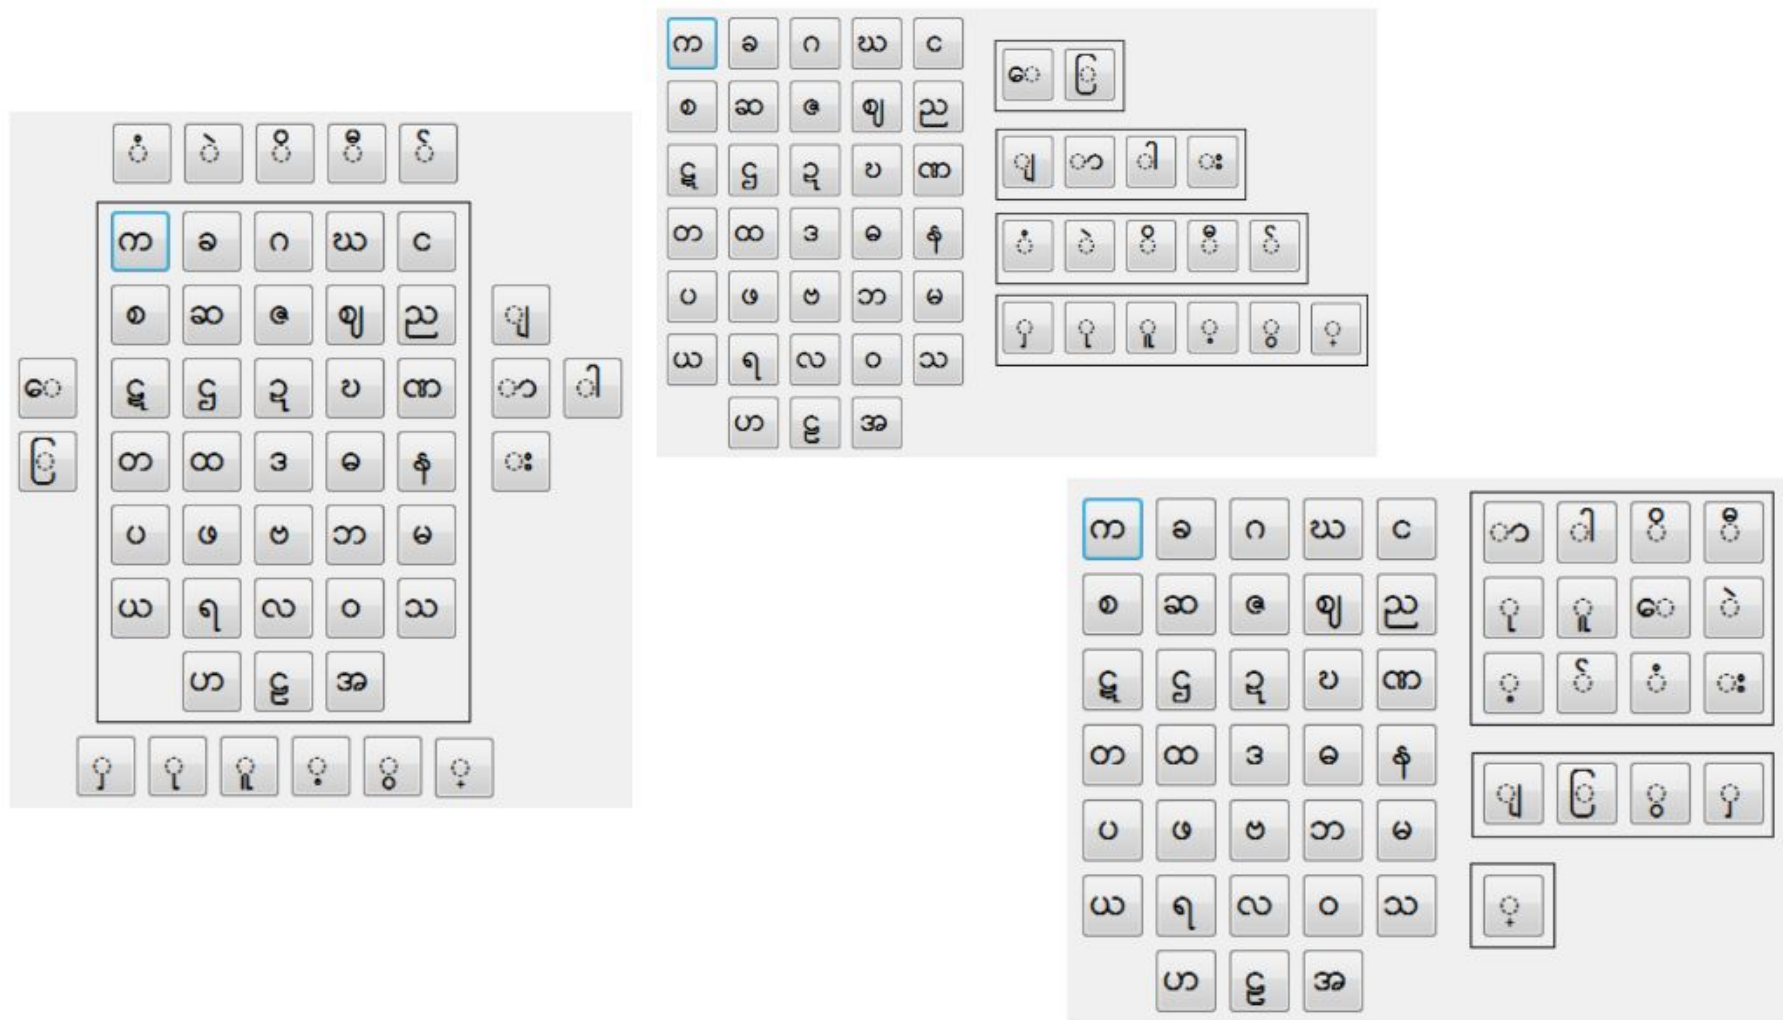 ံ ဲ ိ ီ ်
က ခ ဂ ဃ င
စ ဆ ဇ ဈ ည ျ
ေ ဋ ဌ ဍ ဎ ဏ ာ ါ
ြ တ ထ ဒ ဓ န း
ပ ဖ ဗ ဘ မ
ယ ရ လ ဝ သ
ဟ ဠ အ
ှ ု ူ ့ ွ ္
က ခ ဂ ဃ င
စ ဆ ဇ ဈ ည
ဋ ဌ ဍ ဎ ဏ
တ ထ ဒ ဓ န
ပ ဖ ဗ ဘ မ
ယ ရ လ ဝ သ
ဟ ဠ အ
ေ ြ
ျ ာ ါ း
ံ ဲ ိ ီ ်
ှ ု ူ ့ ွ ္
က ခ ဂ ဃ င
စ ဆ ဇ ဈ ည
ဋ ဌ ဍ ဎ ဏ
တ ထ ဒ ဓ န
ပ ဖ ဗ ဘ မ
ယ ရ လ ဝ သ
ဟ ဠ အ
ာ ါ ိ ီ
ု ူ ေ ဲ
့ ် ံ း
ျ ြ ွ ှ
္